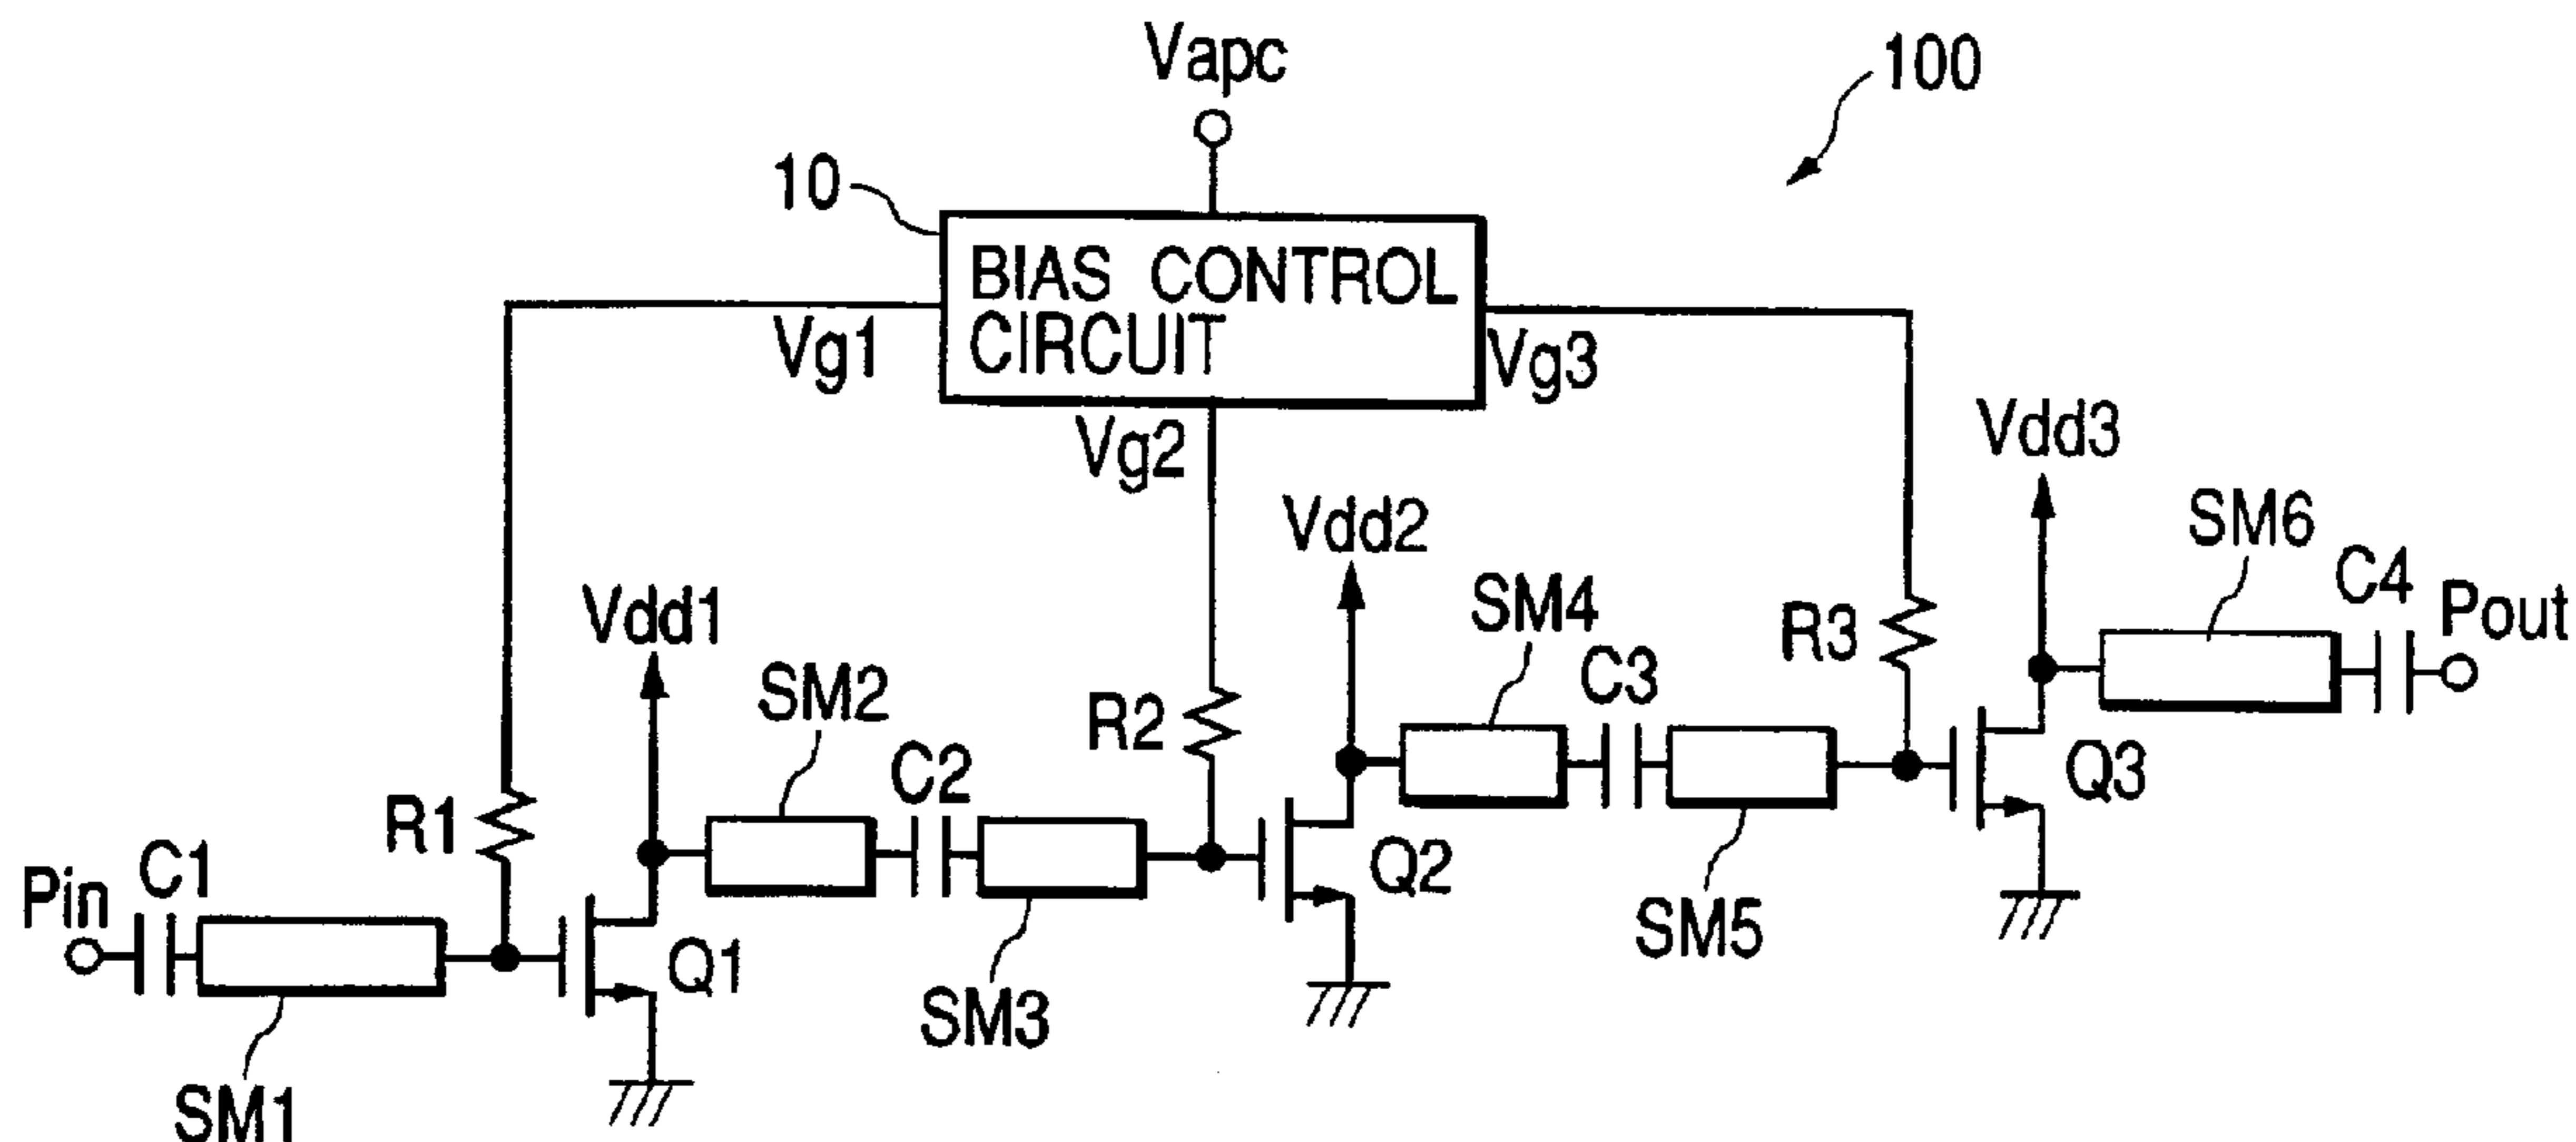 Vapc
100
10
BIAS CONTROL
CIRCUIT
Vg1
Vg3
Vg2
Vdd3
Vdd2
SM6
C4
Pout
Vdd1
SM4
R3
C3
SM2
R2
C2
Q3
R1
C1
Pin
Q2
SM5
Q1
SM3
SM1